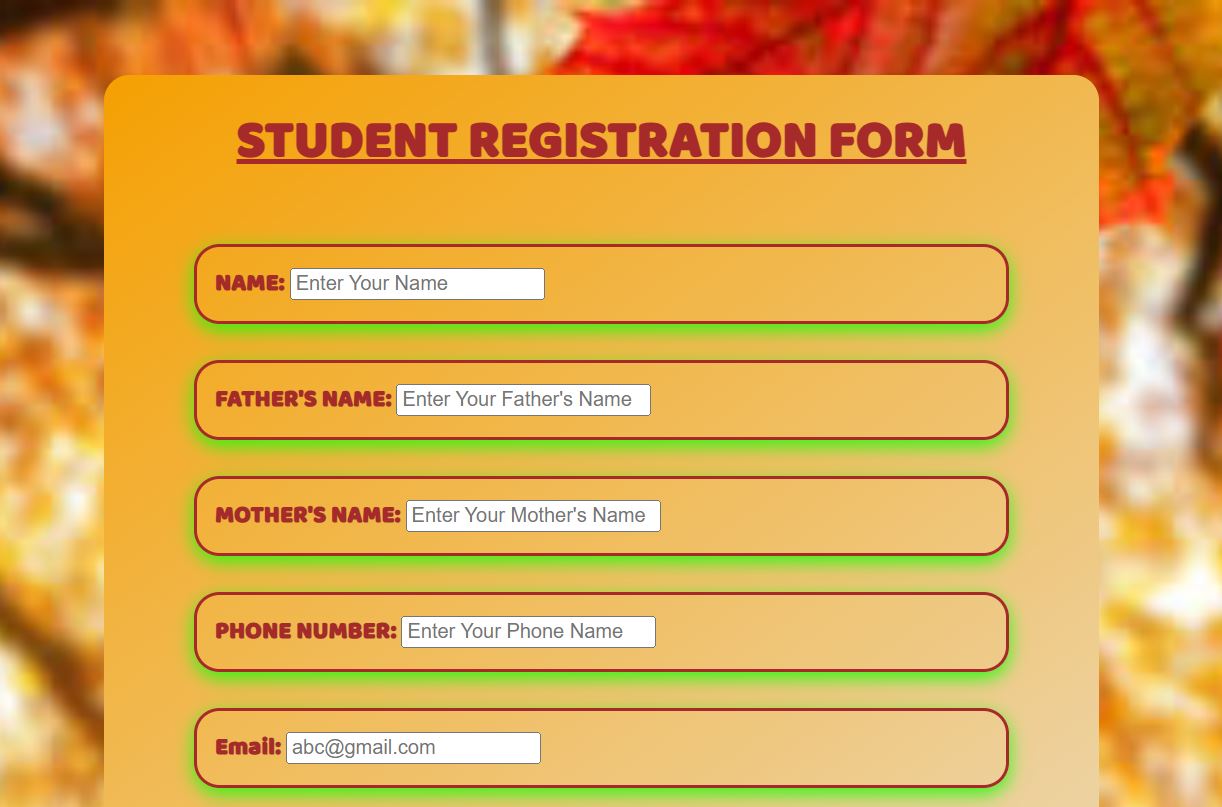 STUDENT REGISTRATION FORM
NAME: Enter Your Name
FATHER'S NAME: Enter Your Father's Name
MOTHER'S NAME: Enter Your Mother's Name
PHONE NUMBER: Enter Your Phone Name
Email: abc@gmail.com